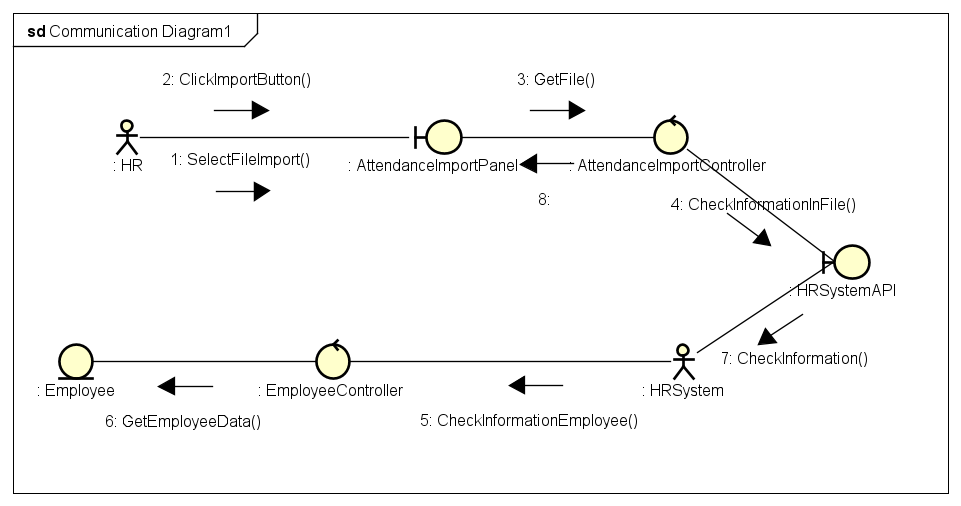 sd Communication Diagram1
2: ClickImportButton()
3: GetFile()
: HR
1: SelectFileImport()
: AttendanceImportPanel
: AttendanceImportController
8:
4: CheckInformationInFile()
: HRSystemAPI
7: CheckInformation()
: Employee
: EmployeeController
: HRSystem
6: GetEmployeeData()
5: CheckInformationEmployee()